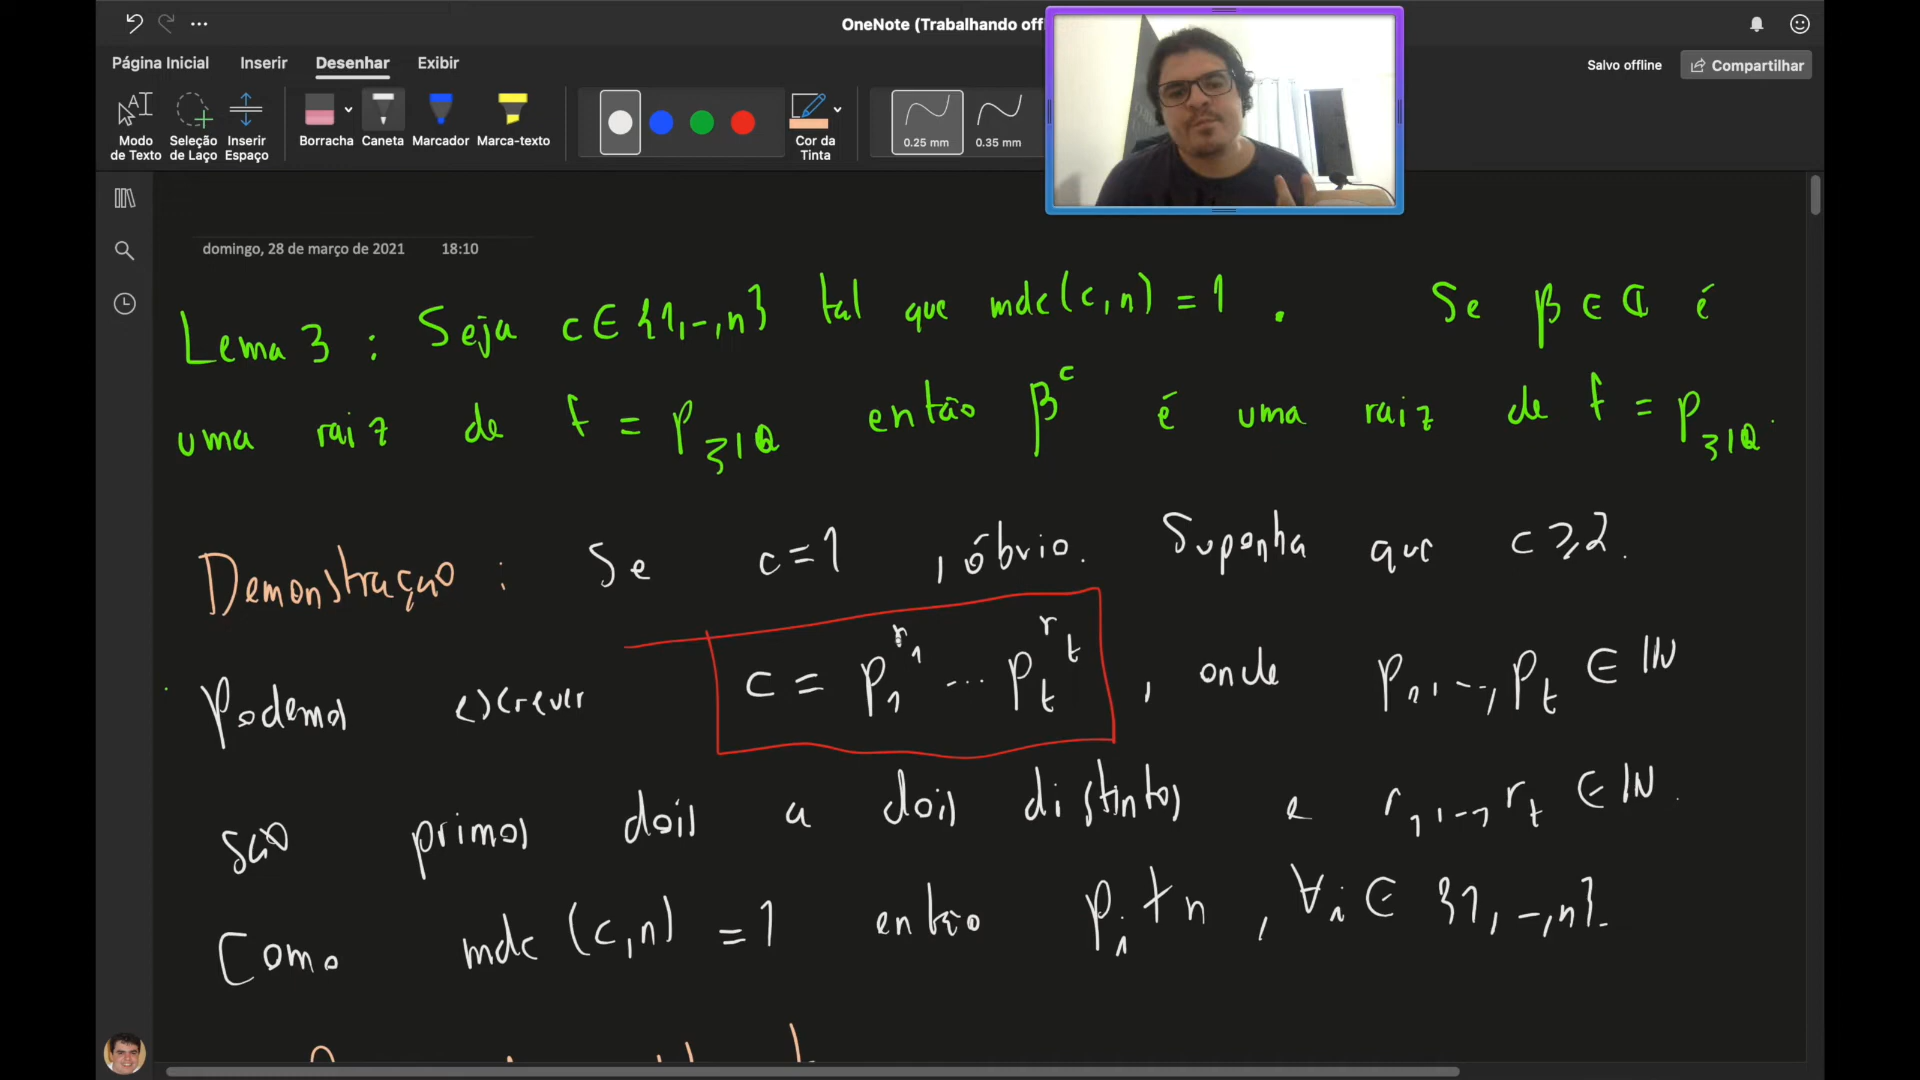 OneNote (Trabalhando offl
Página Inicial Inserir Desenhar Exibir
Salvo offline Compartilhar
Modo de Texto
Seleção de Laço
Inserir Espaço
Borracha
Caneta
Marcador
Marca-texto
Cor da Tinta
0.25 mm
0.35 mm
domingo, 28 de março de 2021 18:10
Lema 3 : Seja c ∈ {1,-,n} tal que mdc(c,n) = 1 . Se β ∈ ℂ é
uma raiz de f = p_{ξ|ℚ} então β^c é uma raiz de f = p_{ξ|ℚ}.
Demonstração : Se c=1 , óbvio. Suponha que c ⩾ 2.
Podemos escrever c = p_1^{r_1} ... p_t^{r_t} , onde p_1, .-, p_t ∈ ℕ
são primos dois a dois distintos e r_1, .-, r_t ∈ ℕ.
Como mdc (c,n) = 1 então p_i ∤ n , ∀i ∈ {1, -,n}.